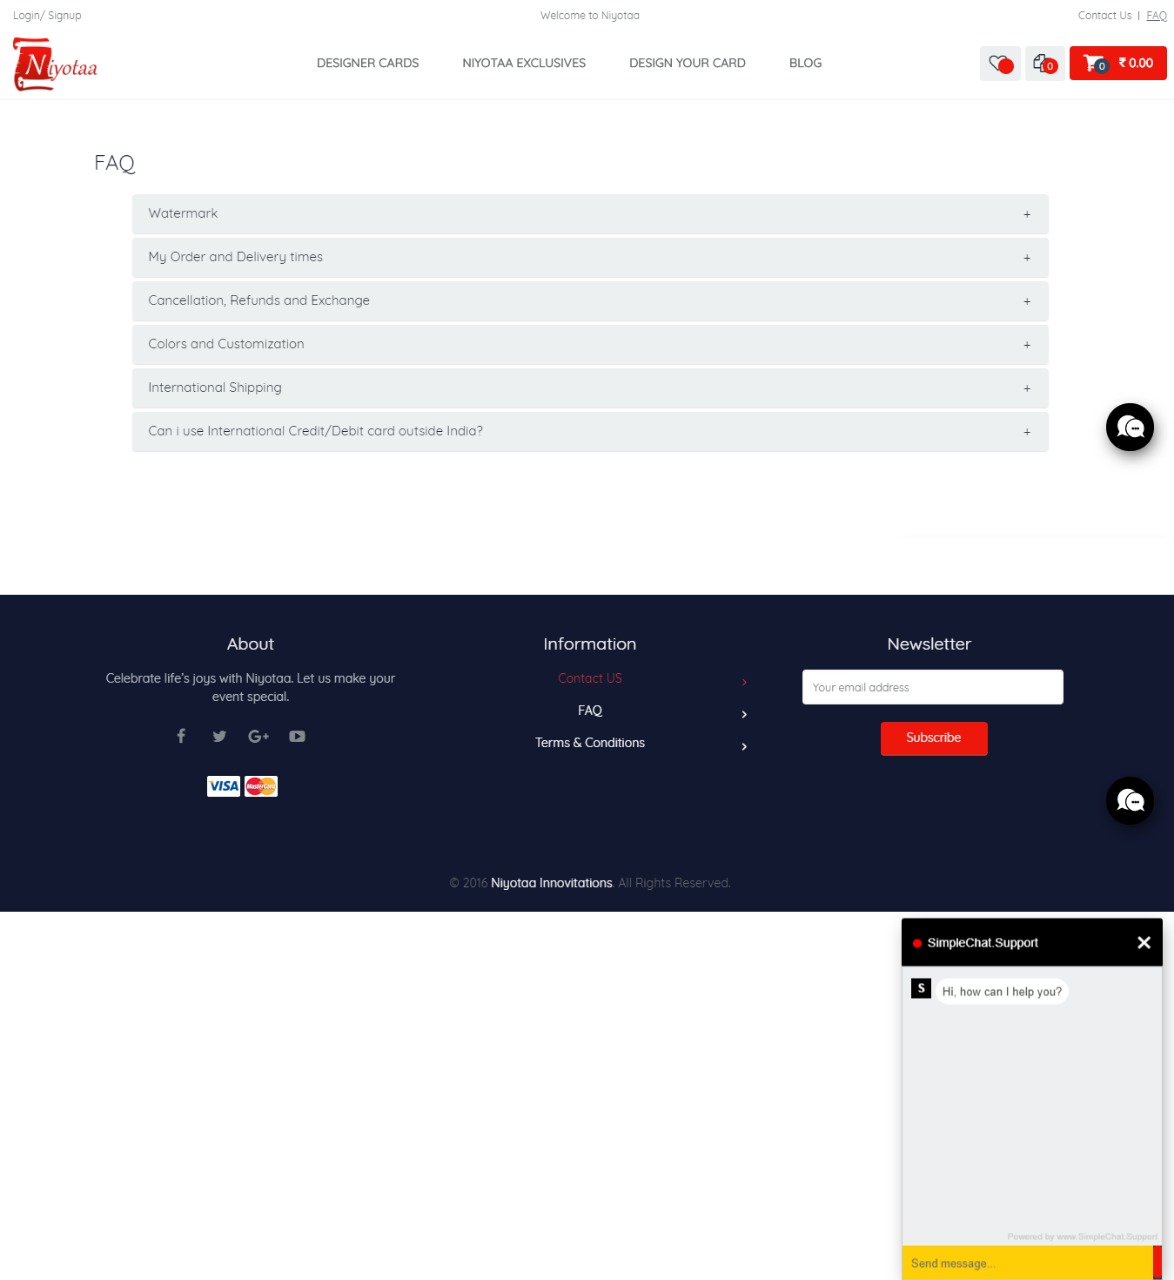 Login/ Signup
Welcome to Niyotaa
Contact Us | FAQ
Niyotaa
DESIGNER CARDS
NIYOTAA EXCLUSIVES
DESIGN YOUR CARD
BLOG
0
0
₹ 0.00
FAQ
Watermark +
My Order and Delivery times +
Cancellation, Refunds and Exchange +
Colors and Customization +
International Shipping +
Can i use International Credit/Debit card outside India? +
About
Celebrate life's joys with Niyotaa. Let us make your
event special.
VISA MasterCard
Information
Contact US
FAQ
Terms & Conditions
Newsletter
Your email address
Subscribe
© 2016 Niyotaa Innovitations. All Rights Reserved.
SimpleChat.Support
S
Hi, how can I help you?
Powered by www.SimpleChat.Support
Send message...